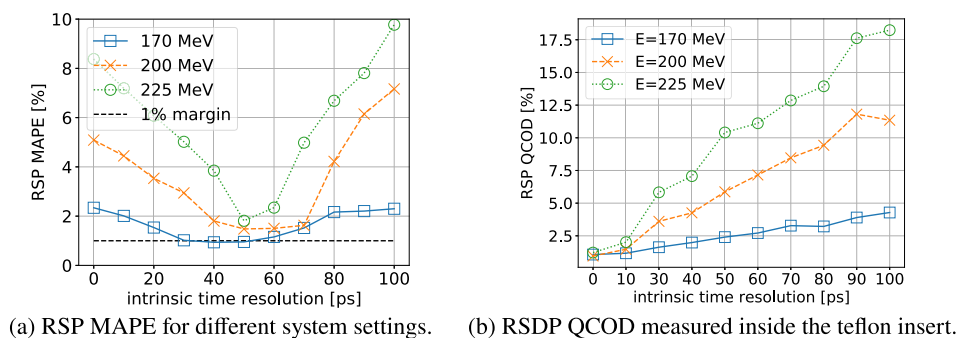 10
8
6
4
2
0
RSP MAPE [%]
170 MeV
200 MeV
225 MeV
1% margin
0 20 40 60 80 100
intrinsic time resolution [ps]
(a) RSP MAPE for different system settings.
17.5
15.0
12.5
10.0
7.5
5.0
2.5
RSP QCOD [%]
E=170 MeV
E=200 MeV
E=225 MeV
0 10 30 40 50 60 70 80 90 100
intrinsic time resolution [ps]
(b) RSDP QCOD measured inside the teflon insert.